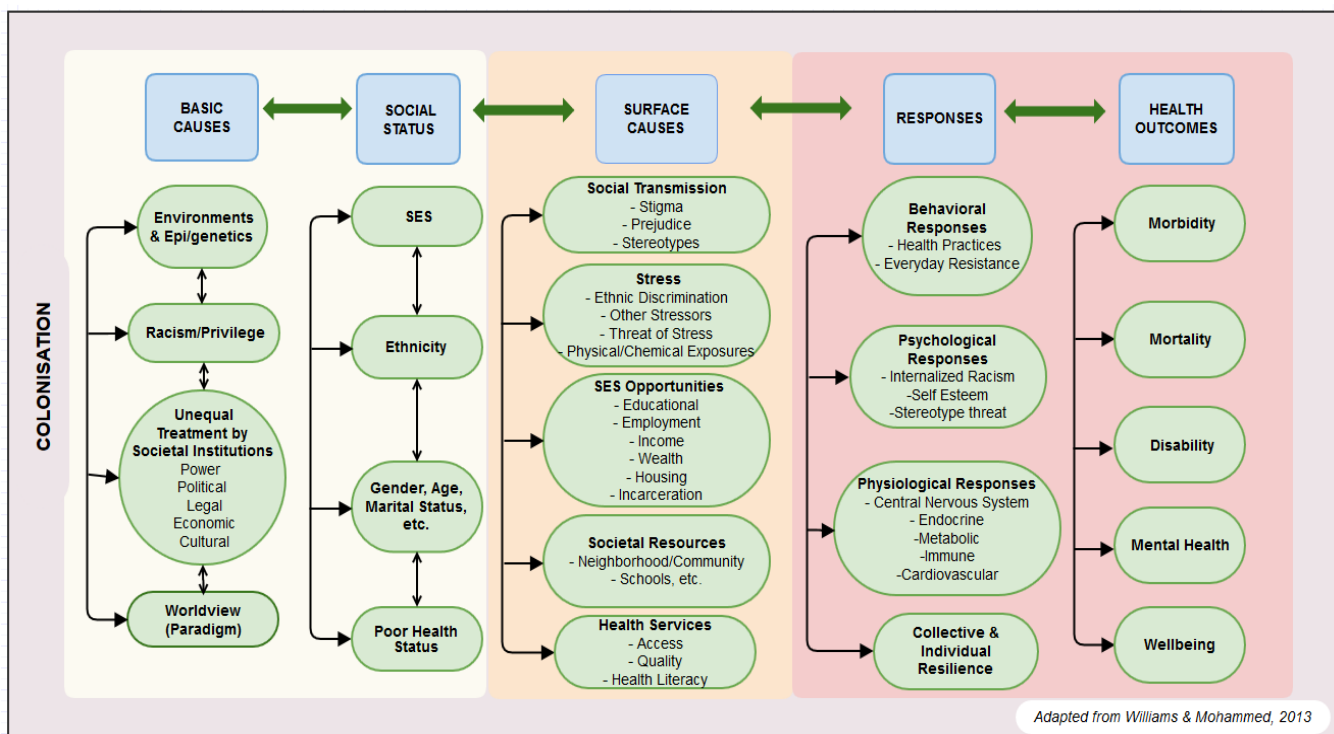 COLONISATION
BASIC
CAUSES
Environments
& Epi/genetics
Racism/Privilege
Unequal
Treatment by
Societal Institutions
Power
Political
Legal
Economic
Cultural
Worldview
(Paradigm)
SOCIAL
STATUS
SES
Ethnicity
Gender, Age,
Marital Status,
etc.
Poor Health
Status
SURFACE
CAUSES
Social Transmission
- Stigma
- Prejudice
- Stereotypes
Stress
- Ethnic Discrimination
- Other Stressors
- Threat of Stress
- Physical/Chemical Exposures
SES Opportunities
- Educational
- Employment
- Income
- Wealth
- Housing
- Incarceration
Societal Resources
- Neighborhood/Community
- Schools, etc.
Health Services
- Access
- Quality
- Health Literacy
RESPONSES
Behavioral
Responses
- Health Practices
- Everyday Resistance
Psychological
Responses
- Internalized Racism
-Self Esteem
-Stereotype threat
Physiological Responses
- Central Nervous System
- Endocrine
-Metabolic
-Immune
-Cardiovascular
Collective &
Individual
Resilience
HEALTH
OUTCOMES
Morbidity
Mortality
Disability
Mental Health
Wellbeing
Adapted from Williams & Mohammed, 2013